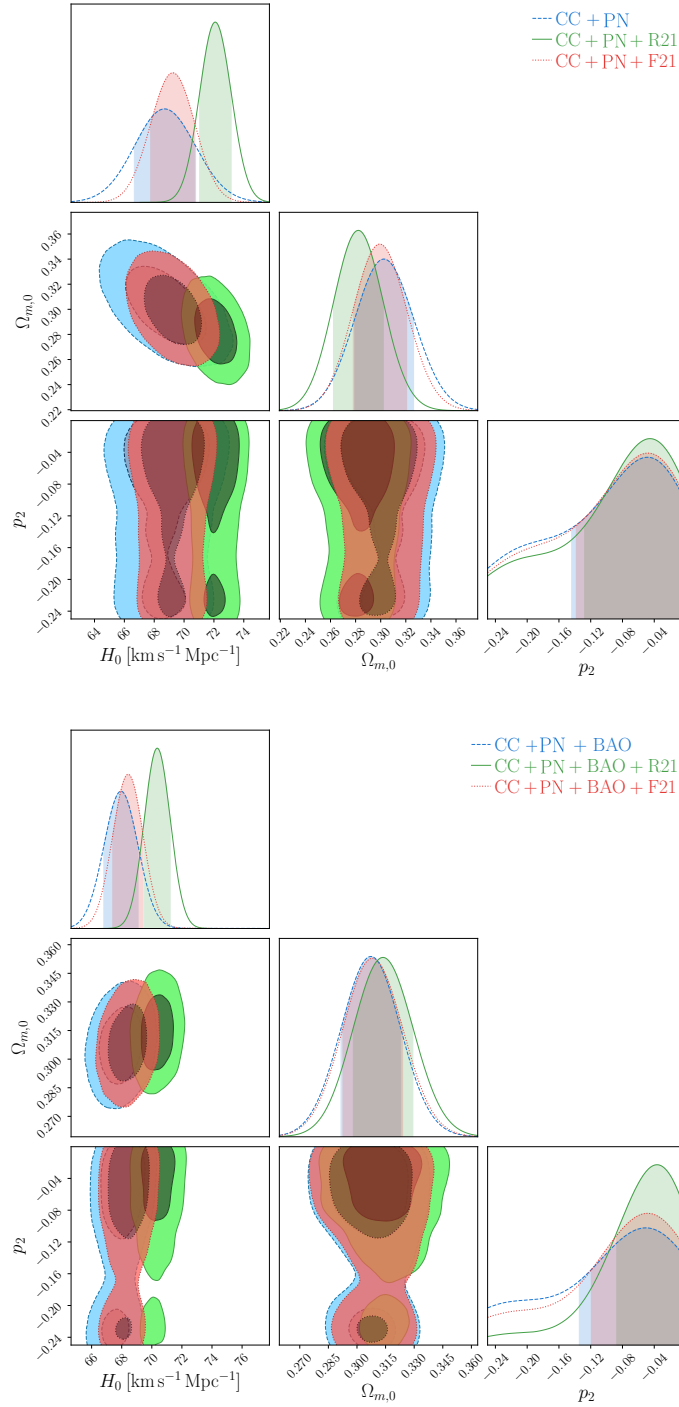 CC + PN
CC + PN + R21
CC + PN + F21
0.36
0.34
0.32
0.30
0.28
0.26
0.24
0.22
Ω_{m,0}
−0.04
−0.08
−0.12
−0.16
−0.20
−0.24
p₂
64 66 68 70 72 74
H₀ [km s⁻¹ Mpc⁻¹]
0.22 0.24 0.26 0.28 0.30 0.32 0.34 0.36
Ω_{m,0}
−0.24 −0.20 −0.16 −0.12 −0.08 −0.04
p₂
CC + PN + BAO
CC + PN + BAO + R21
CC + PN + BAO + F21
0.360
0.345
0.330
0.315
0.300
0.285
0.270
Ω_{m,0}
−0.04
−0.08
−0.12
−0.16
−0.20
−0.24
p₂
66 68 70 72 74 76
H₀ [km s⁻¹ Mpc⁻¹]
0.270 0.285 0.300 0.315 0.330 0.345 0.360
Ω_{m,0}
−0.24 −0.20 −0.16 −0.12 −0.08 −0.04
p₂